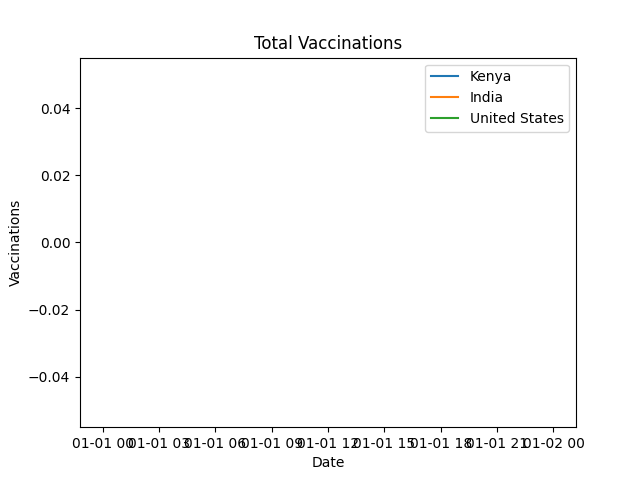 Total Vaccinations
Kenya
India
United States
0.04
0.02
0.00
−0.02
−0.04
Vaccinations
01-01 00 01-01 03 01-01 06 01-01 09 01-01 12 01-01 15 01-01 18 01-01 21 01-02 00
Date